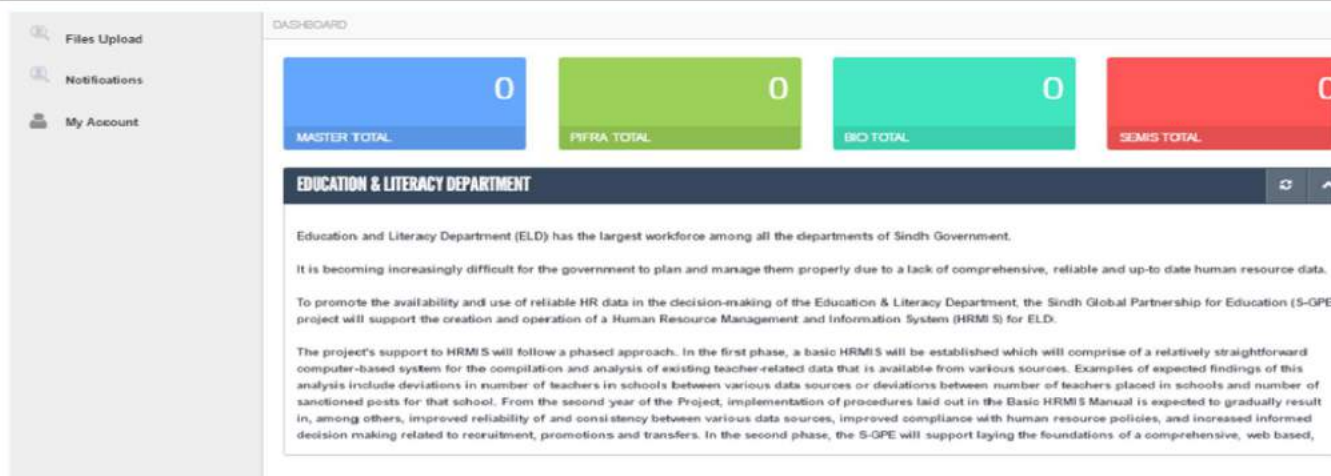 DASHBOARD
Files Upload
Notifications
My Account
0
MASTER TOTAL
0
PIFRA TOTAL
0
BIO TOTAL
0
SEMIS TOTAL
EDUCATION & LITERACY DEPARTMENT
Education and Literacy Department (ELD) has the largest workforce among all the departments of Sindh Government.
It is becoming increasingly difficult for the government to plan and manage them properly due to a lack of comprehensive, reliable and up-to date human resource data.
To promote the availability and use of reliable HR data in the decision-making of the Education & Literacy Department, the Sindh Global Partnership for Education (S-GPE
project will support the creation and operation of a Human Resource Management and Information System (HRMIS) for ELD.
The project's support to HRMIS will follow a phased approach. In the first phase, a basic HRMIS will be established which will comprise of a relatively straightforward
computer-based system for the compilation and analysis of existing teacher-related data that is available from various sources. Examples of expected findings of this
analysis include deviations in number of teachers in schools between various data sources or deviations between number of teachers placed in schools and number of
sanctioned posts for that school. From the second year of the Project, implementation of procedures laid out in the Basic HRMIS Manual is expected to gradually result
in, among others, improved reliability of and consistency between various data sources, improved compliance with human resource policies, and increased informed
decision making related to recruitment, promotions and transfers. In the second phase, the S-GPE will support laying the foundations of a comprehensive, web based,